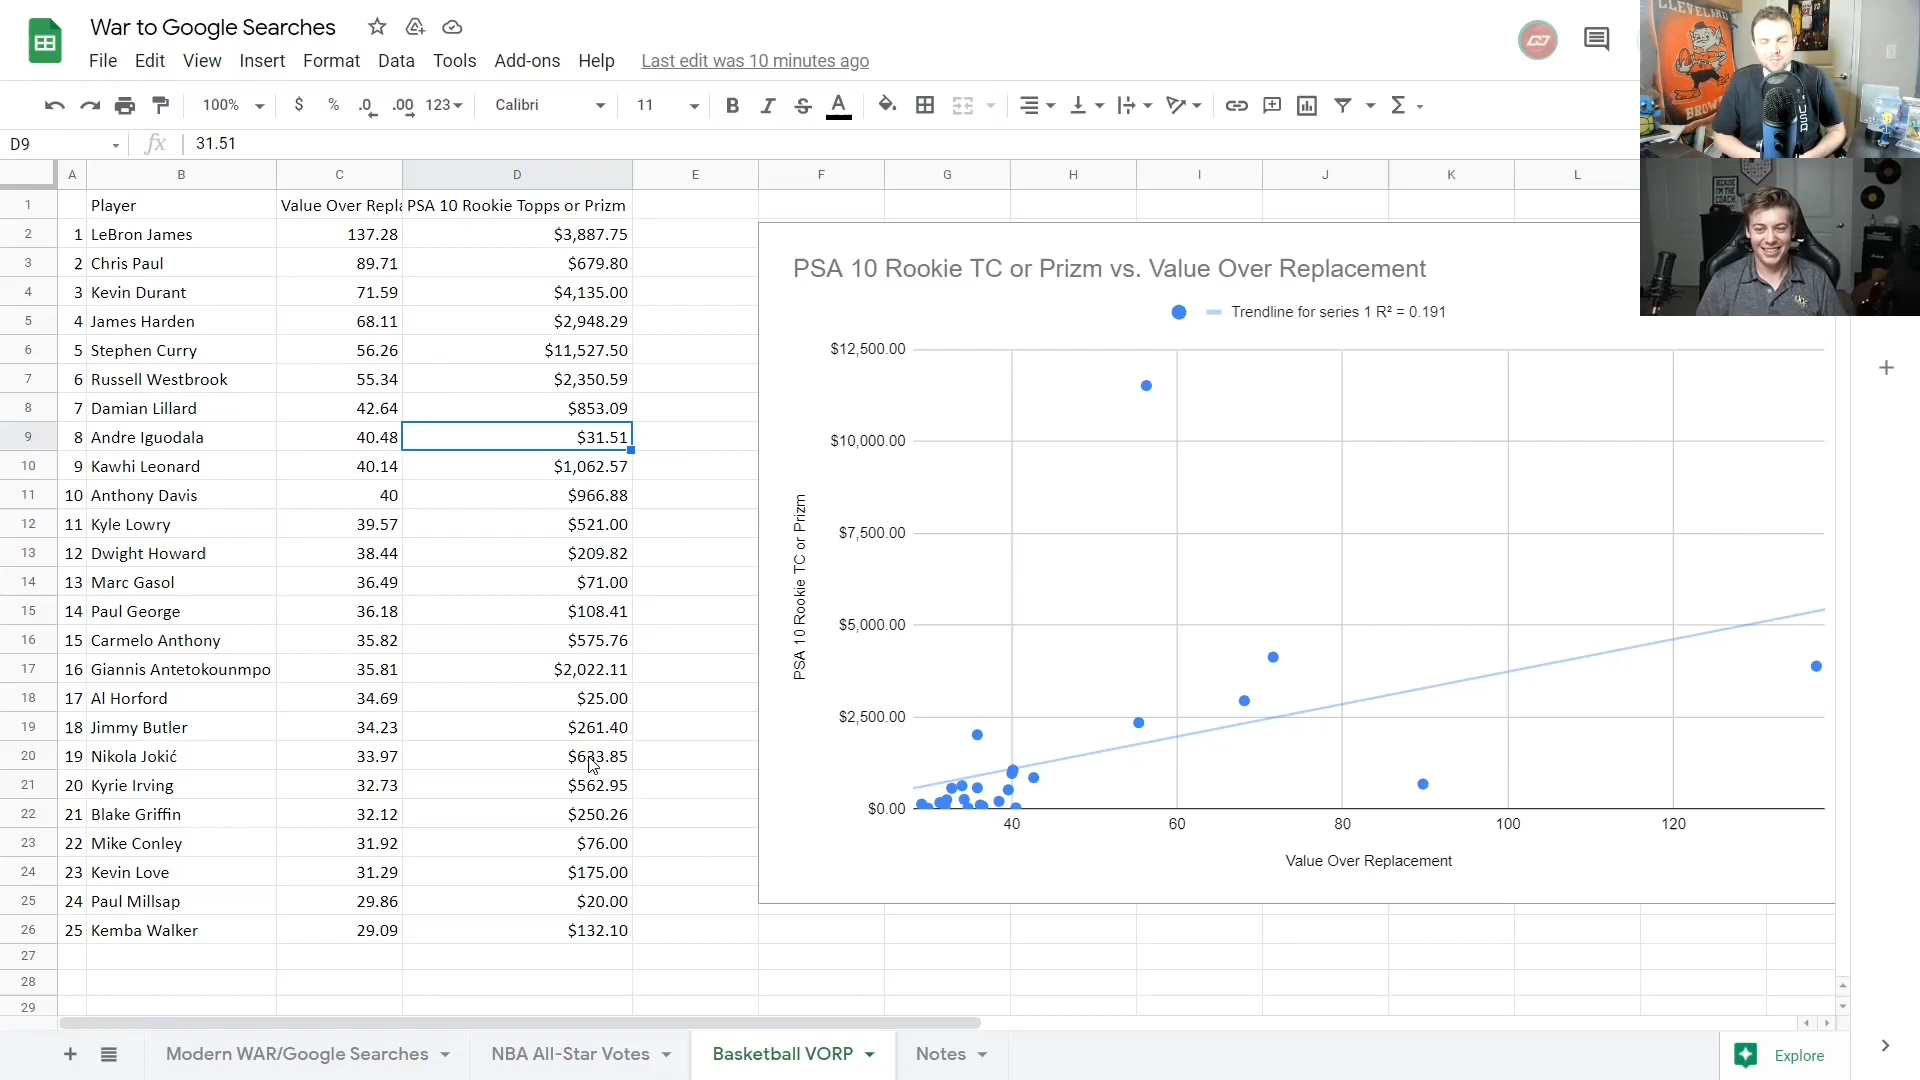 War to Google Searches
File Edit View Insert Format Data Tools Add-ons Help Last edit was 10 minutes ago
100% $ % .0 .00 123 Calibri 11 B I S A
D9 fx 31.51
A B C D E F G H I J K L
1 Player Value Over Repla PSA 10 Rookie Topps or Prizm
2 1 LeBron James 137.28 $3,887.75
3 2 Chris Paul 89.71 $679.80
4 3 Kevin Durant 71.59 $4,135.00
5 4 James Harden 68.11 $2,948.29
6 5 Stephen Curry 56.26 $11,527.50
7 6 Russell Westbrook 55.34 $2,350.59
8 7 Damian Lillard 42.64 $853.09
9 8 Andre Iguodala 40.48 $31.51
10 9 Kawhi Leonard 40.14 $1,062.57
11 10 Anthony Davis 40 $966.88
12 11 Kyle Lowry 39.57 $521.00
13 12 Dwight Howard 38.44 $209.82
14 13 Marc Gasol 36.49 $71.00
15 14 Paul George 36.18 $108.41
16 15 Carmelo Anthony 35.82 $575.76
17 16 Giannis Antetokounmpo 35.81 $2,022.11
18 17 Al Horford 34.69 $25.00
19 18 Jimmy Butler 34.23 $261.40
20 19 Nikola Jokić 33.97 $633.85
21 20 Kyrie Irving 32.73 $562.95
22 21 Blake Griffin 32.12 $250.26
23 22 Mike Conley 31.92 $76.00
24 23 Kevin Love 31.29 $175.00
25 24 Paul Millsap 29.86 $20.00
26 25 Kemba Walker 29.09 $132.10
27
28
29
PSA 10 Rookie TC or Prizm vs. Value Over Replacement
Trendline for series 1 R² = 0.191
$12,500.00
$10,000.00
$7,500.00
$5,000.00
$2,500.00
$0.00
PSA 10 Rookie TC or Prizm
40 60 80 100 120
Value Over Replacement
CLEVELAND
BROWNS
BECAUSE
I'M THE
COACH
Modern WAR/Google Searches NBA All-Star Votes Basketball VORP Notes Explore